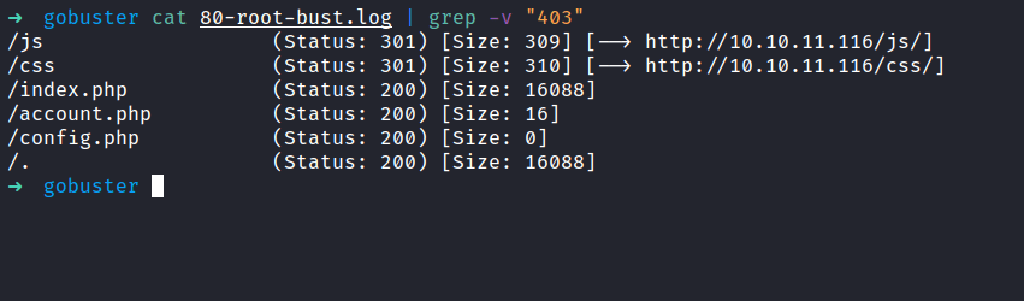 → gobuster cat 80-root-bust.log | grep -v "403"
/js                   (Status: 301) [Size: 309] [--> http://10.10.11.116/js/]
/css                  (Status: 301) [Size: 310] [--> http://10.10.11.116/css/]
/index.php            (Status: 200) [Size: 16088]
/account.php          (Status: 200) [Size: 16]
/config.php           (Status: 200) [Size: 0]
/.                    (Status: 200) [Size: 16088]
→ gobuster